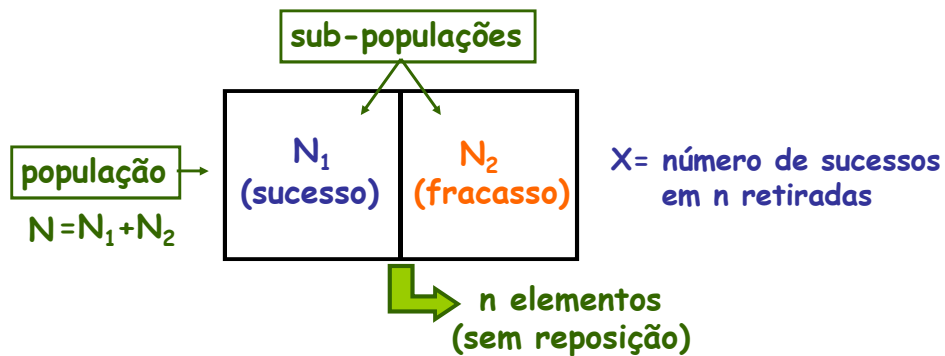 sub-populações
população
N=N₁+N₂
N₁
(sucesso)
N₂
(fracasso)
X= número de sucessos
em n retiradas
n elementos
(sem reposição)